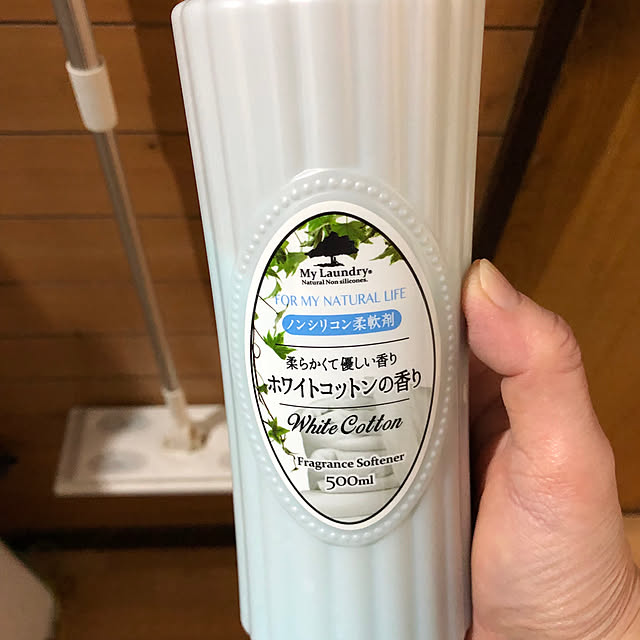 My Laundry®
Natural Non silicones.
FOR MY NATURAL LIFE
ノンシリコン柔軟剤
柔らかくて優しい香り
ホワイトコットンの香り
White Cotton
Fragrance Softener
500ml